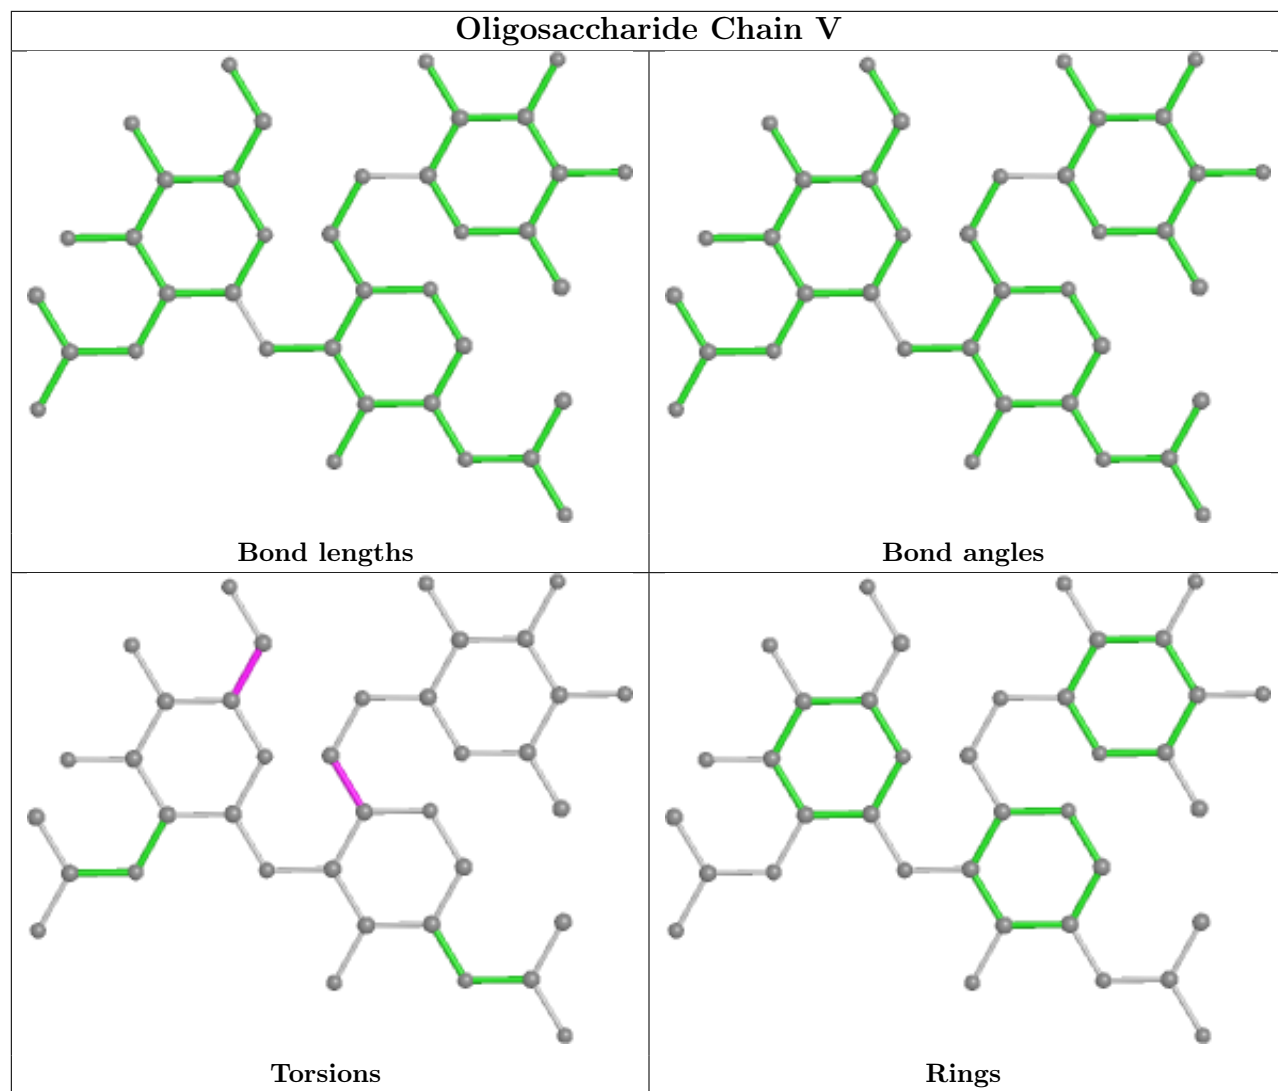 Oligosaccharide Chain V
Bond lengths
Bond angles
Torsions
Rings